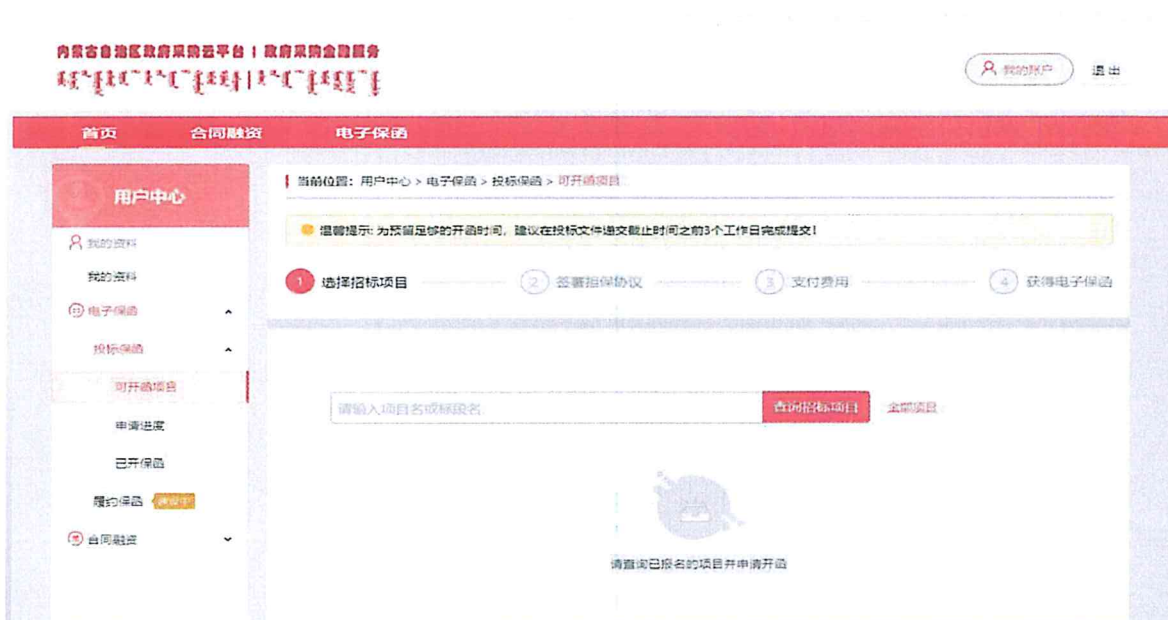 内蒙古自治区政府采购云平台 | 政府采购金融服务
我的账户 退出
首页 合同融资 电子保函
用户中心
当前位置：用户中心 > 电子保函 > 投标保函 > 可开函项目
温馨提示: 为预留足够的开函时间，建议在投标文件递交截止时间之前3个工作日完成提交！
我的资料
我的资料
1 选择招标项目 2 签署担保协议 3 支付费用 4 获得电子保函
电子保函
投标保函
可开函项目
请输入项目名或标段名 查询招标项目 全部项目
申请进度
已开保函
履约保函
合同融资
请查询已报名的项目并申请开函